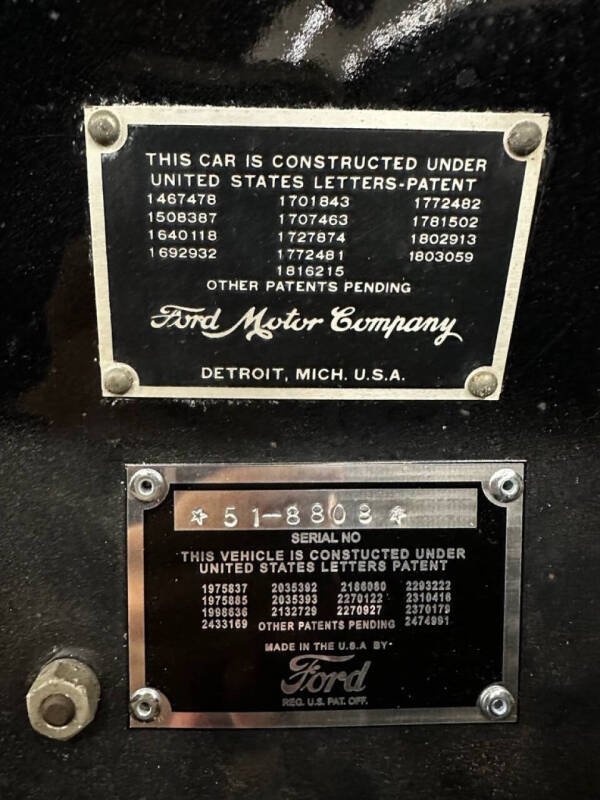 THIS CAR IS CONSTRUCTED UNDER
UNITED STATES LETTERS-PATENT
1467478 1701843 1772482
1508387 1707463 1781502
1640118 1727874 1802913
1692932 1772481 1803059
1816215
OTHER PATENTS PENDING
Ford Motor Company
DETROIT, MICH. U.S.A.
☆ 51-8808 ☆
SERIAL NO
THIS VEHICLE IS CONSTUCTED UNDER
UNITED STATES LETTERS PATENT
1975837 2035392 2186080 2293222
1975885 2035393 2270122 2310416
1998636 2132729 2270927 2370179
2433169 OTHER PATENTS PENDING 2474991
MADE IN THE U.S.A BY
Ford
REG. U.S. PAT. OFF.